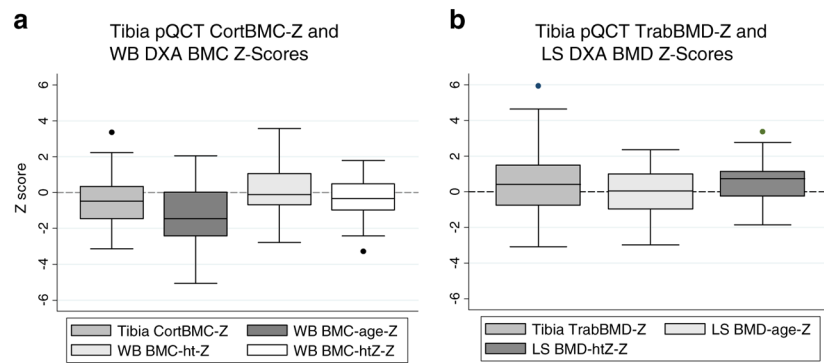 a
Tibia pQCT CortBMC-Z and
WB DXA BMC Z-Scores
Z score
6
4
2
0
-2
-4
-6
Tibia CortBMC-Z
WB BMC-age-Z
WB BMC-ht-Z
WB BMC-htZ-Z
b
Tibia pQCT TrabBMD-Z and
LS DXA BMD Z-Scores
6
4
2
0
-2
-4
-6
Tibia TrabBMD-Z
LS BMD-age-Z
LS BMD-htZ-Z